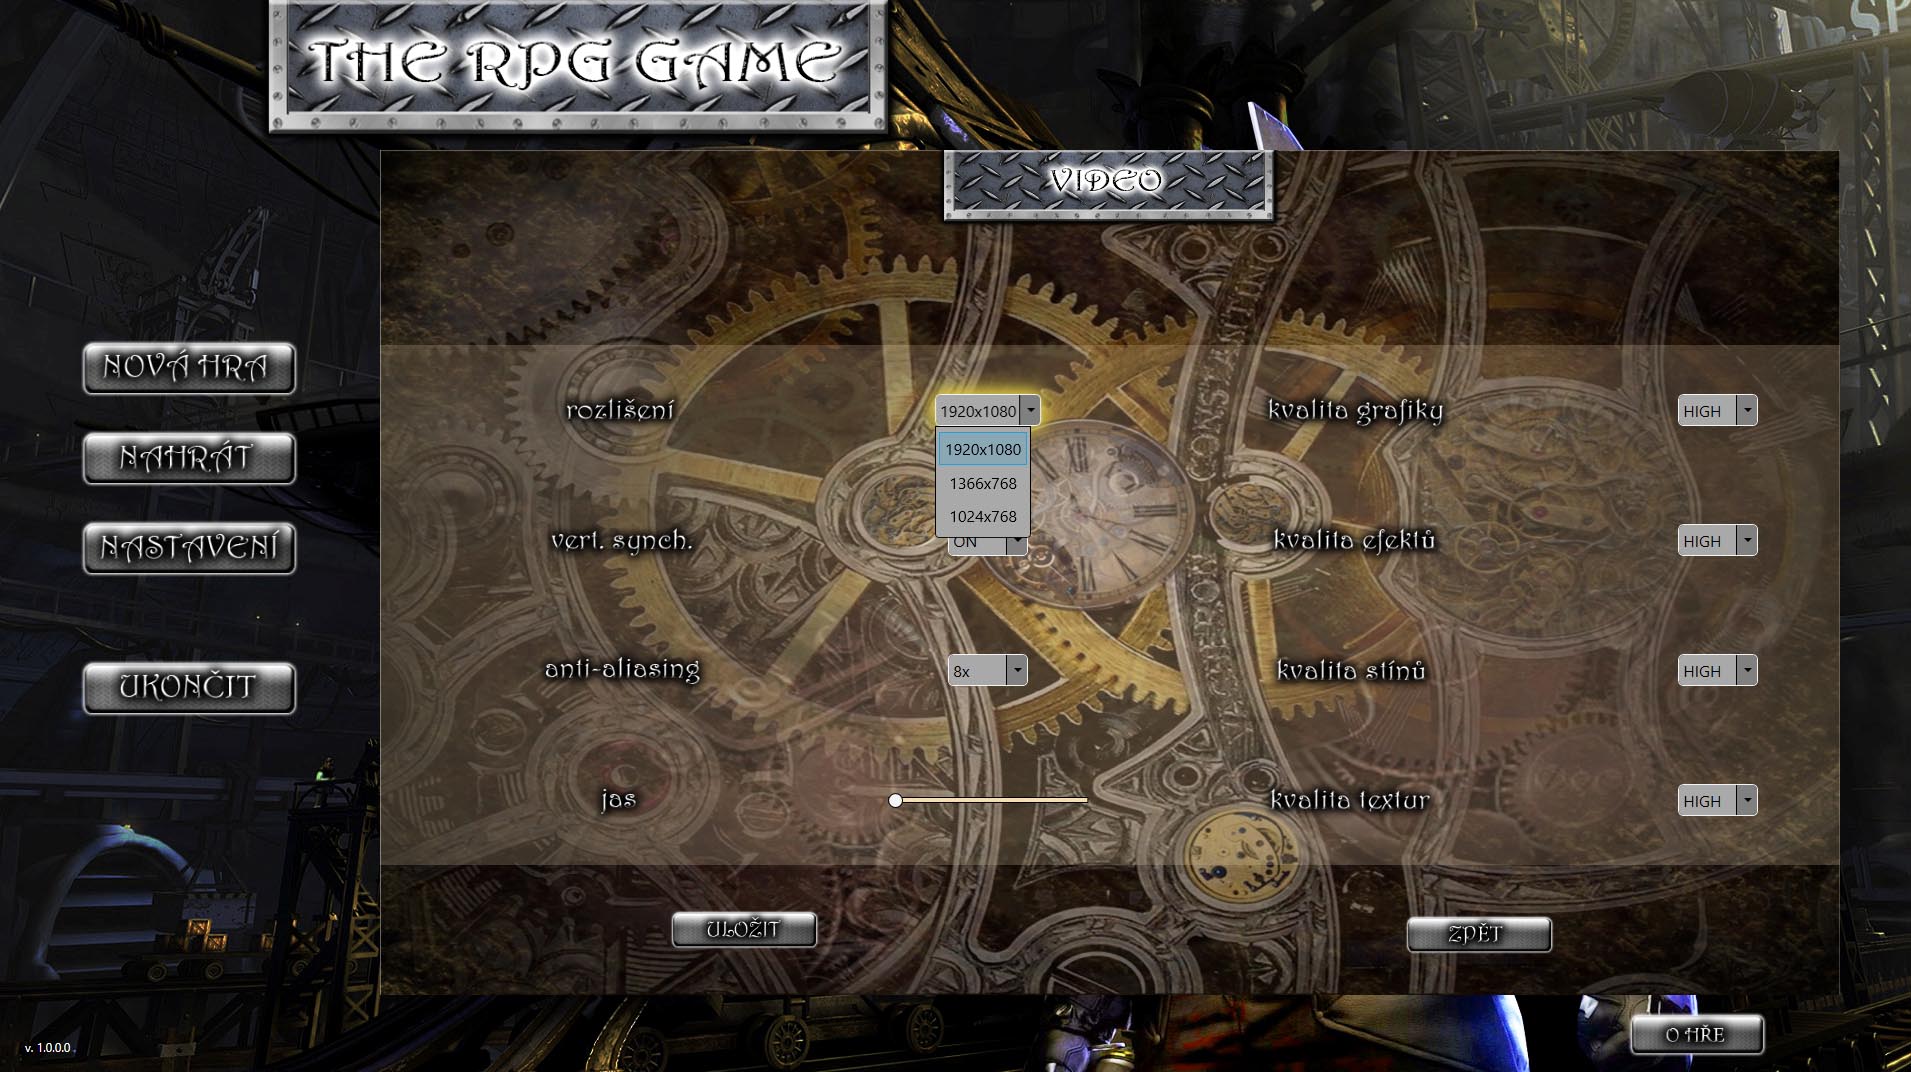 THE RPG GAME
VIDEO
NOVÁ HRA
NAHRÁT
NASTAVENÍ
UKONČIT
rozlišení
1920x1080
1920x1080
1366x768
1024x768
vert. synch.
ON
anti-aliasing
8x
jas
kvalita grafiky
HIGH
kvalita efektů
HIGH
kvalita stínů
HIGH
kvalita textur
HIGH
ULOŽIT
ZPĚT
O HŘE
v. 1.0.0.0